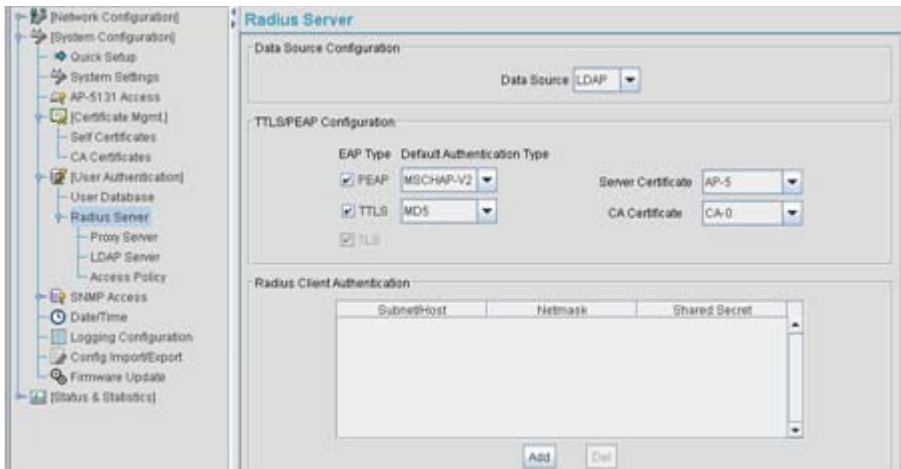 [Network Configuration]
[System Configuration]
Quick Setup
System Settings
AP-5131 Access
[Certificate Mgmt.]
Self Certificates
CA Certificates
[User Authentication]
User Database
Radius Server
Proxy Server
LDAP Server
Access Policy
SNMP Access
Date/Time
Logging Configuration
Config Import/Export
Firmware Update
[Status & Statistics]
Radius Server
Data Source Configuration
Data Source LDAP
TTLS/PEAP Configuration
EAP Type Default Authentication Type
PEAP MSCHAP-V2 Server Certificate AP-5
TTLS MD5 CA Certificate CA-0
TLS
Radius Client Authentication
Subnet/Host Netmask Shared Secret
Add Del